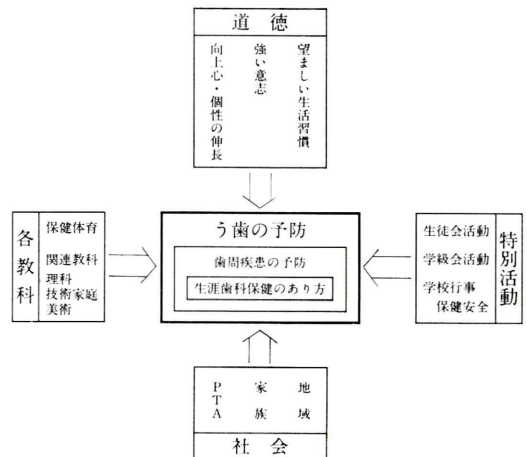 道徳
望ましい生活習慣
強い意志
向上心・個性の伸長
各教科
保健体育
関連教科
理科
技術家庭
美術
う歯の予防
歯周疾患の予防
生涯歯科保健のあり方
生徒会活動
学級会活動
学校行事
保健安全
特別活動
地域
家族
PTA
社会